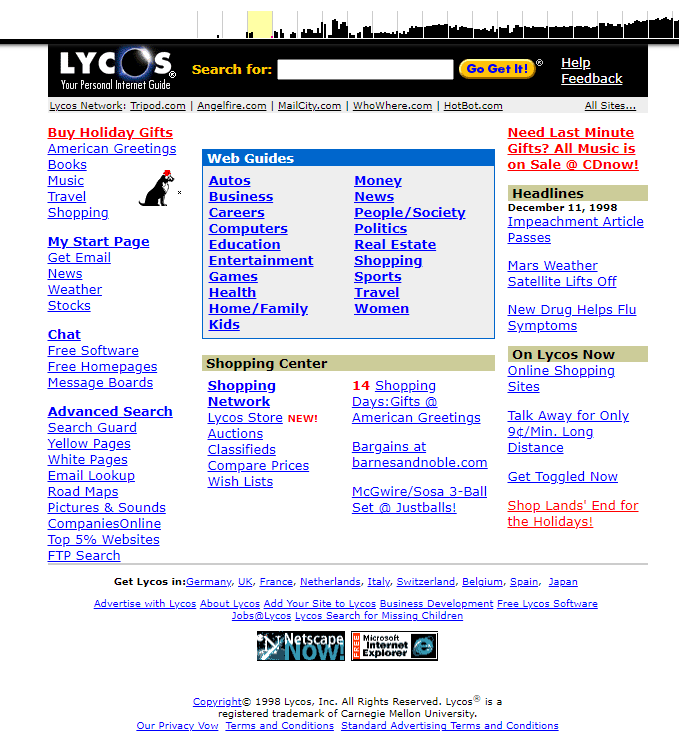 LYCOS®
Your Personal Internet Guide
Search for:
Go Get It!®
Help
Feedback
Lycos Network: Tripod.com | Angelfire.com | MailCity.com | WhoWhere.com | HotBot.com
All Sites...
Buy Holiday Gifts
American Greetings
Books
Music
Travel
Shopping
My Start Page
Get Email
News
Weather
Stocks
Chat
Free Software
Free Homepages
Message Boards
Advanced Search
Search Guard
Yellow Pages
White Pages
Email Lookup
Road Maps
Pictures & Sounds
CompaniesOnline
Top 5% Websites
FTP Search
Web Guides
Autos
Business
Careers
Computers
Education
Entertainment
Games
Health
Home/Family
Kids
Money
News
People/Society
Politics
Real Estate
Shopping
Sports
Travel
Women
Shopping Center
Shopping
Network
Lycos Store NEW!
Auctions
Classifieds
Compare Prices
Wish Lists
14 Shopping
Days:Gifts @
American Greetings
Bargains at
barnesandnoble.com
McGwire/Sosa 3-Ball
Set @ Justballs!
Need Last Minute
Gifts? All Music is
on Sale @ CDnow!
Headlines
December 11, 1998
Impeachment Article
Passes
Mars Weather
Satellite Lifts Off
New Drug Helps Flu
Symptoms
On Lycos Now
Online Shopping
Sites
Talk Away for Only
9¢/Min. Long
Distance
Get Toggled Now
Shop Lands' End for
the Holidays!
Get Lycos in:Germany, UK, France, Netherlands, Italy, Switzerland, Belgium, Spain, Japan
Advertise with Lycos About Lycos Add Your Site to Lycos Business Development Free Lycos Software
Jobs@Lycos Lycos Search for Missing Children
Netscape
NOW!
FREE
Microsoft
Internet
Explorer
Copyright© 1998 Lycos, Inc. All Rights Reserved. Lycos® is a
registered trademark of Carnegie Mellon University.
Our Privacy Vow Terms and Conditions Standard Advertising Terms and Conditions